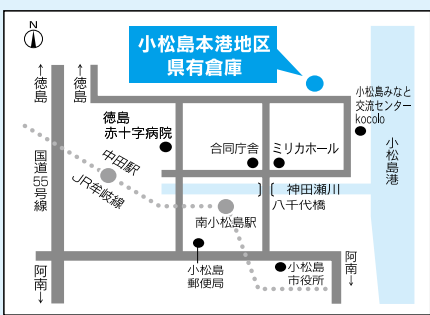 N
小松島本港地区
県有倉庫
←徳島
←徳島
小松島みなと
交流センター
kocolo
徳島
赤十字病院
合同庁舎
ミリカホール
小松島港
中田駅
JR牟岐線
国道55号線
神田瀬川
八千代橋
南小松島駅
阿南→
小松島
郵便局
小松島
市役所
阿南→